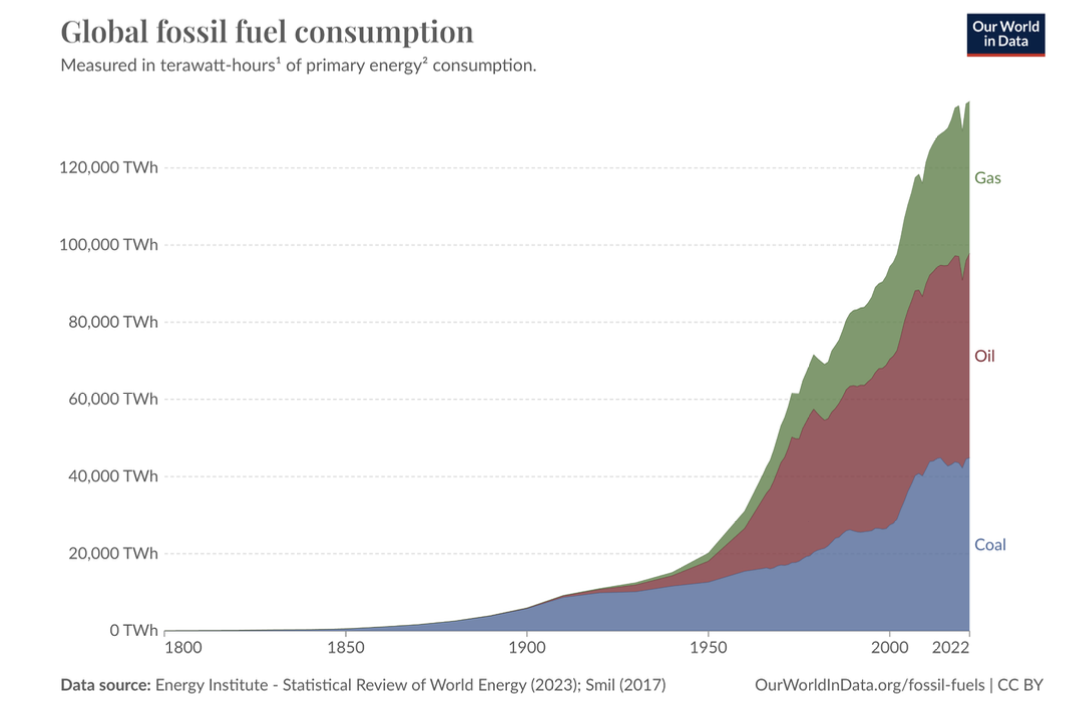 Global fossil fuel consumption
Our World
in Data
Measured in terawatt-hours¹ of primary energy² consumption.
120,000 TWh
Gas
100,000 TWh
80,000 TWh
Oil
60,000 TWh
40,000 TWh
20,000 TWh
Coal
0 TWh
1800 1850 1900 1950 2000 2022
Data source: Energy Institute - Statistical Review of World Energy (2023); Smil (2017)
OurWorldInData.org/fossil-fuels | CC BY